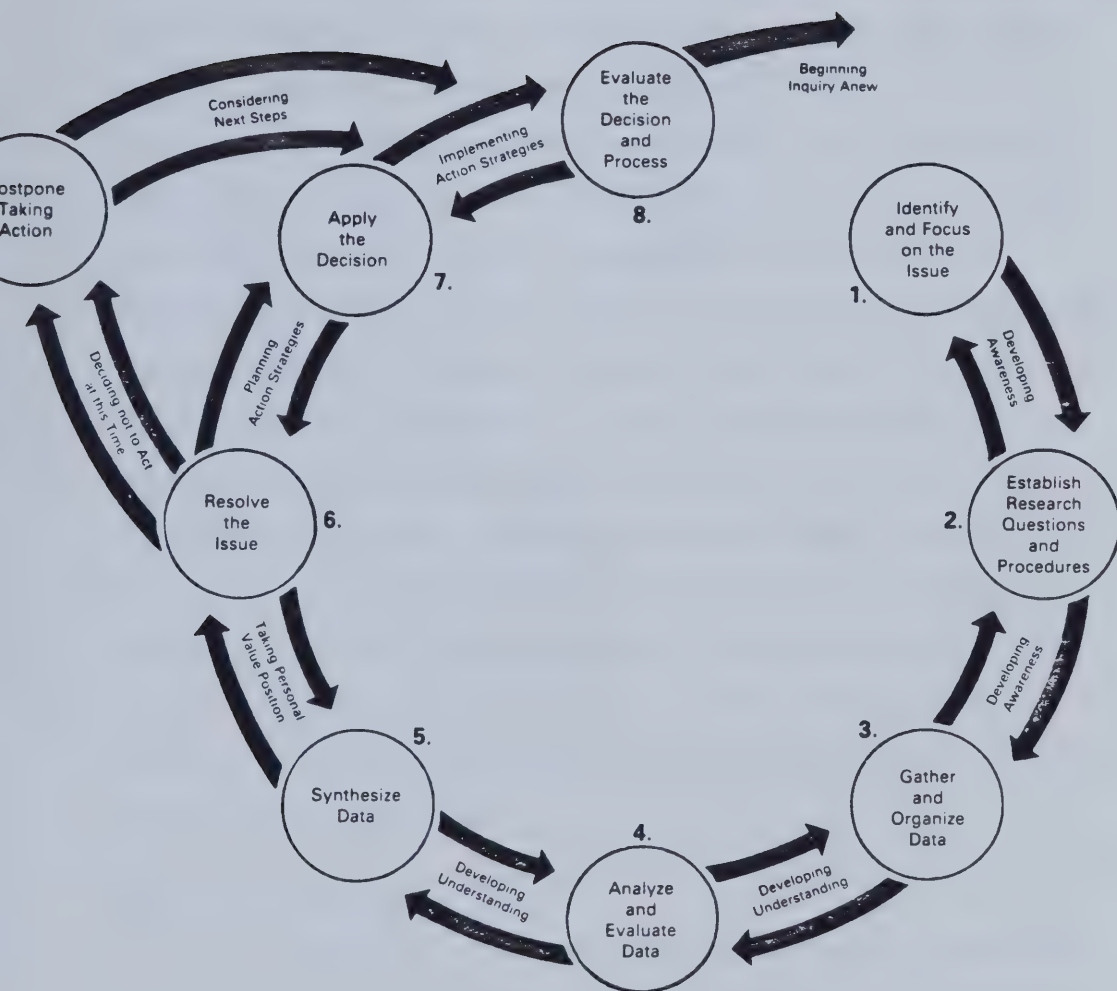 Evaluate
the
Decision
and
Process
8.
Beginning
Inquiry Anew
Considering
Next Steps
Implementing
Action Strategies
ostpone
Taking
Action
Apply
the
Decision
7.
Identify
and Focus
on the
Issue
1.
Developing
Awareness
Planning
Action Strategies
Deciding not to Act
at this Time
Resolve
the
Issue
6.
Establish
Research
Questions
and
Procedures
2.
Developing
Awareness
Taking Personal
Value Position
5.
Synthesize
Data
3.
Gather
and
Organize
Data
4.
Analyze
and
Evaluate
Data
Developing
Understanding
Developing
Understanding